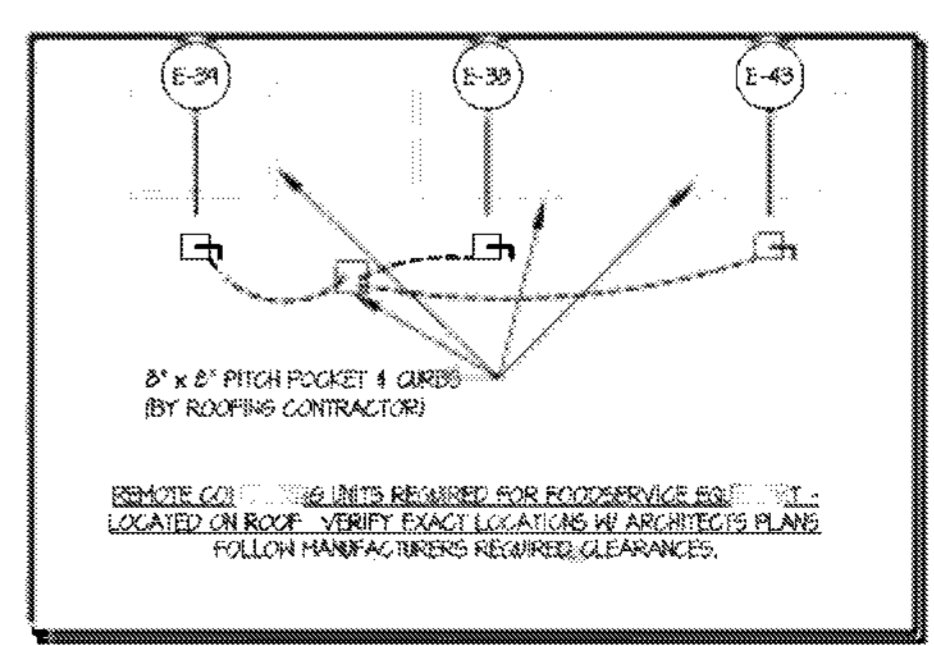 E-39 E-38 E-43
8" x 8" PITCH POCKET & CURBS
(BY ROOFING CONTRACTOR)
REMOTE UNITS REQUIRED FOR FOODSERVICE -
LOCATED ON ROOF VERIFY EXACT LOCATIONS W/ ARCHITECTS PLANS
FOLLOW MANUFACTURERS REQUIRED CLEARANCES.